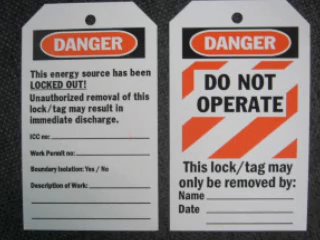 DANGER
This energy source has been
LOCKED OUT!
Unauthorized removal of this
lock/tag may result in
immediate discharge.
ICC no:
Work Permit no:
Boundary Isolation: Yes / No
Description of Work:
DANGER
DO NOT
OPERATE
This lock/tag may
only be removed by:
Name
Date